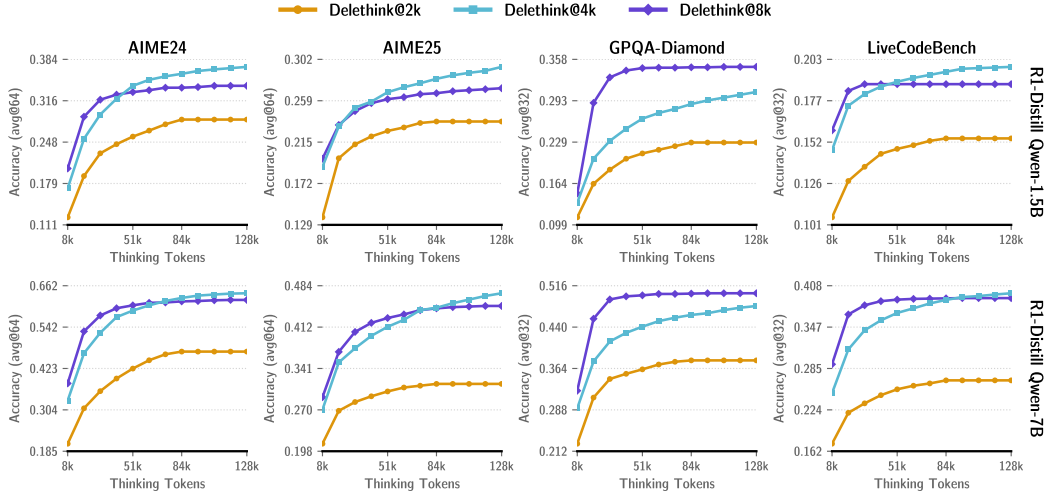 Delethink@2k Delethink@4k Delethink@8k
AIME24 AIME25 GPQA-Diamond LiveCodeBench
Accuracy (avg@64)
0.384
0.316
0.248
0.179
0.111
8k 51k 84k 128k
Thinking Tokens
Accuracy (avg@64)
0.302
0.259
0.215
0.172
0.129
8k 51k 84k 128k
Thinking Tokens
Accuracy (avg@32)
0.358
0.293
0.229
0.164
0.099
8k 51k 84k 128k
Thinking Tokens
Accuracy (avg@32)
0.203
0.177
0.152
0.126
0.101
8k 51k 84k 128k
Thinking Tokens
R1-Distill Qwen-1.5B
Accuracy (avg@64)
0.662
0.542
0.423
0.304
0.185
8k 51k 84k 128k
Thinking Tokens
Accuracy (avg@64)
0.484
0.412
0.341
0.270
0.198
8k 51k 84k 128k
Thinking Tokens
Accuracy (avg@32)
0.516
0.440
0.364
0.288
0.212
8k 51k 84k 128k
Thinking Tokens
Accuracy (avg@32)
0.408
0.347
0.285
0.224
0.162
8k 51k 84k 128k
Thinking Tokens
R1-Distill Qwen-7B